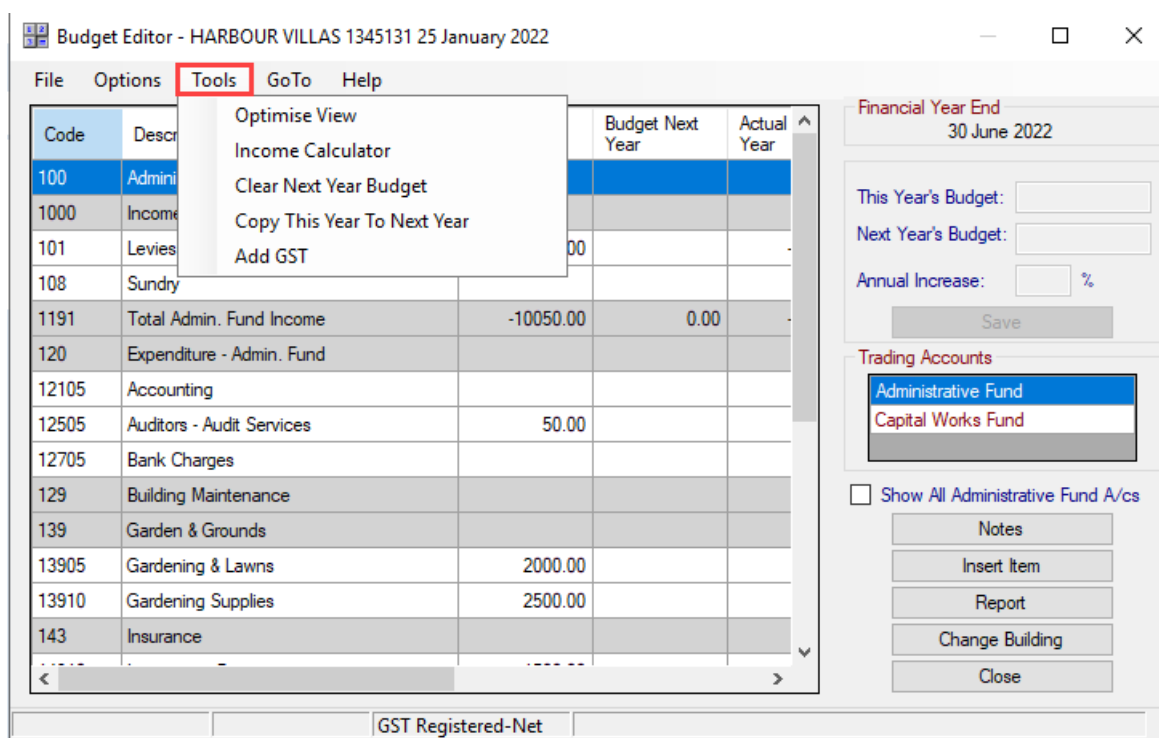 Budget Editor - HARBOUR VILLAS 1345131 25 January 2022
File Options Tools GoTo Help
Optimise View
Income Calculator
Clear Next Year Budget
Copy This Year To Next Year
Add GST
Code Descr Budget Next Year Actual Year
100 Admini
1000 Income
101 Levies 00 -
108 Sundry
1191 Total Admin. Fund Income -10050.00 0.00 -
120 Expenditure - Admin. Fund
12105 Accounting
12505 Auditors - Audit Services 50.00
12705 Bank Charges
129 Building Maintenance
139 Garden & Grounds
13905 Gardening & Lawns 2000.00
13910 Gardening Supplies 2500.00
143 Insurance
Financial Year End
30 June 2022
This Year's Budget:
Next Year's Budget:
Annual Increase: %
Save
Trading Accounts
Administrative Fund
Capital Works Fund
Show All Administrative Fund A/cs
Notes
Insert Item
Report
Change Building
Close
GST Registered-Net